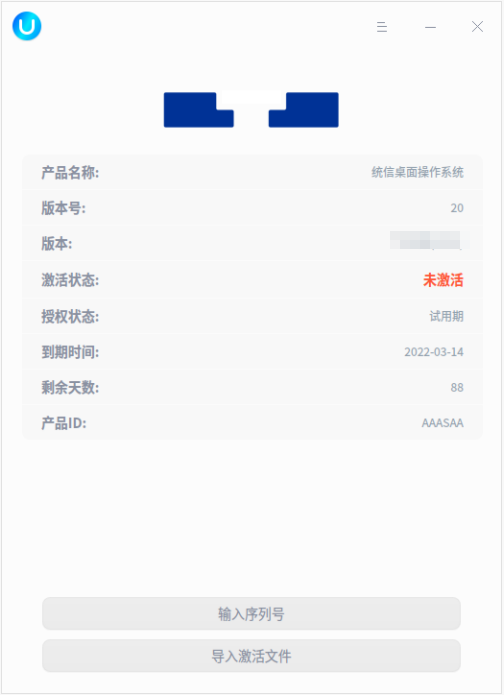 产品名称: 统信桌面操作系统
版本号: 20
版本:
激活状态: 未激活
授权状态: 试用期
到期时间: 2022-03-14
剩余天数: 88
产品ID: AAASAA
输入序列号
导入激活文件